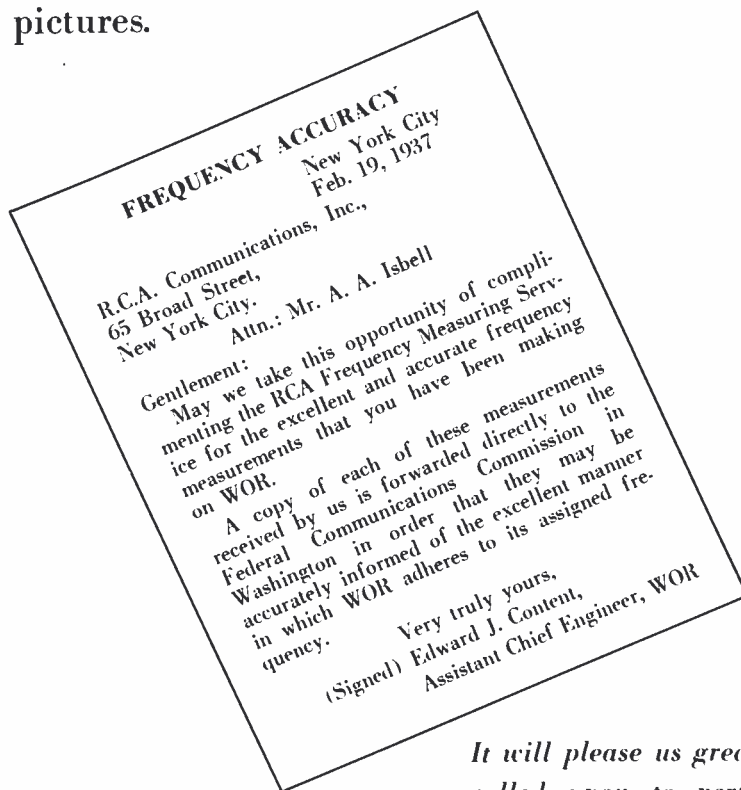 pictures.
FREQUENCY ACCURACY
New York City
Feb. 19, 1937
R.C.A. Communications, Inc.,
65 Broad Street,
New York City.
Attn.: Mr. A. A. Isbell
Gentlement:
May we take this opportunity of compli-
menting the RCA Frequency Measuring Serv-
ice for the excellent and accurate frequency
measurements that you have been making
on WOR.
A copy of each of these measurements
received by us is forwarded directly to the
Federal Communications Commission in
Washington in order that they may be
accurately informed of the excellent manner
in which WOR adheres to its assigned fre-
quency.
Very truly yours,
(Signed) Edward J. Content,
Assistant Chief Engineer, WOR
It will please us